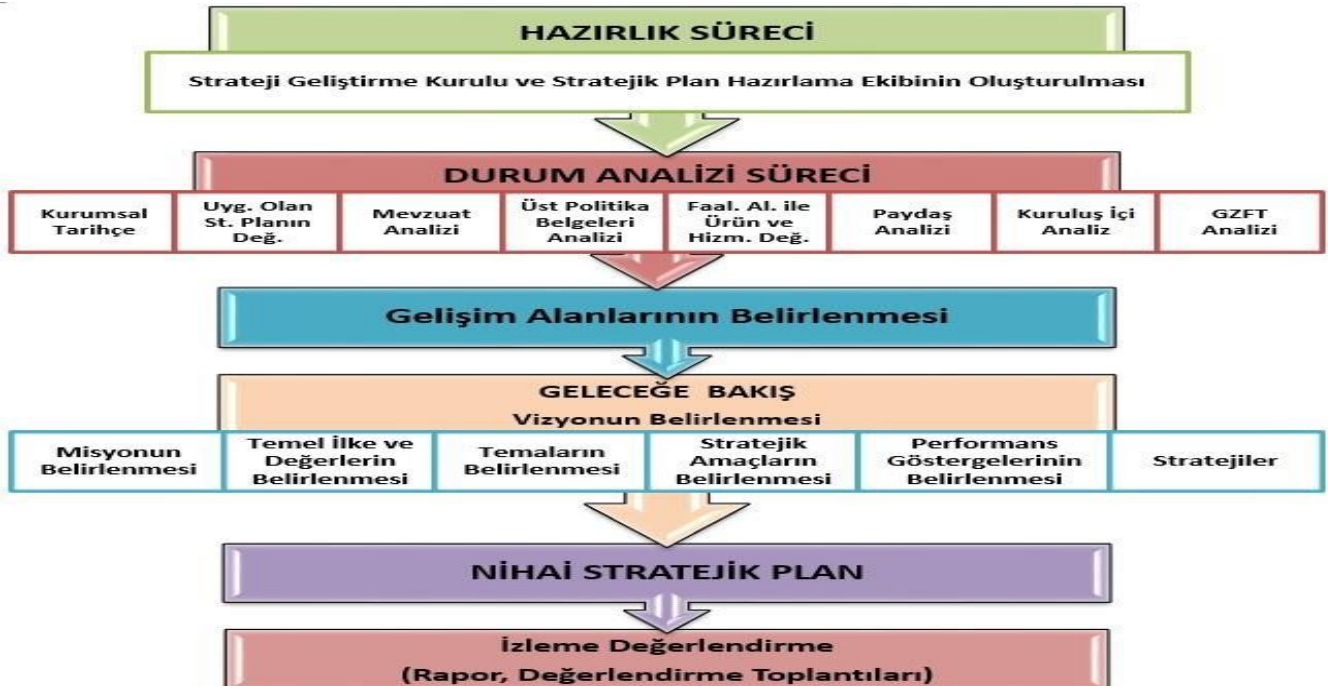 HAZIRLIK SÜRECİ
Strateji Geliştirme Kurulu ve Stratejik Plan Hazırlama Ekibinin Oluşturulması
DURUM ANALİZİ SÜRECİ
Kurumsal
Tarihçe
Uyg. Olan
St. Planın
Değ.
Mevzuat
Analizi
Üst Politika
Belgeleri
Analizi
Faal. Al. ile
Ürün ve
Hizm. Değ.
Paydaş
Analizi
Kuruluş İçi
Analiz
GZFT
Analizi
Gelişim Alanlarının Belirlenmesi
GELECEĞE BAKIŞ
Vizyonun Belirlenmesi
Misyonun
Belirlenmesi
Temel İlke ve
Değerlerin
Belirlenmesi
Temaların
Belirlenmesi
Stratejik
Amaçların
Belirlenmesi
Performans
Göstergelerinin
Belirlenmesi
Stratejiler
NİHAİ STRATEJİK PLAN
İzleme Değerlendirme
(Rapor, Değerlendirme Toplantıları)